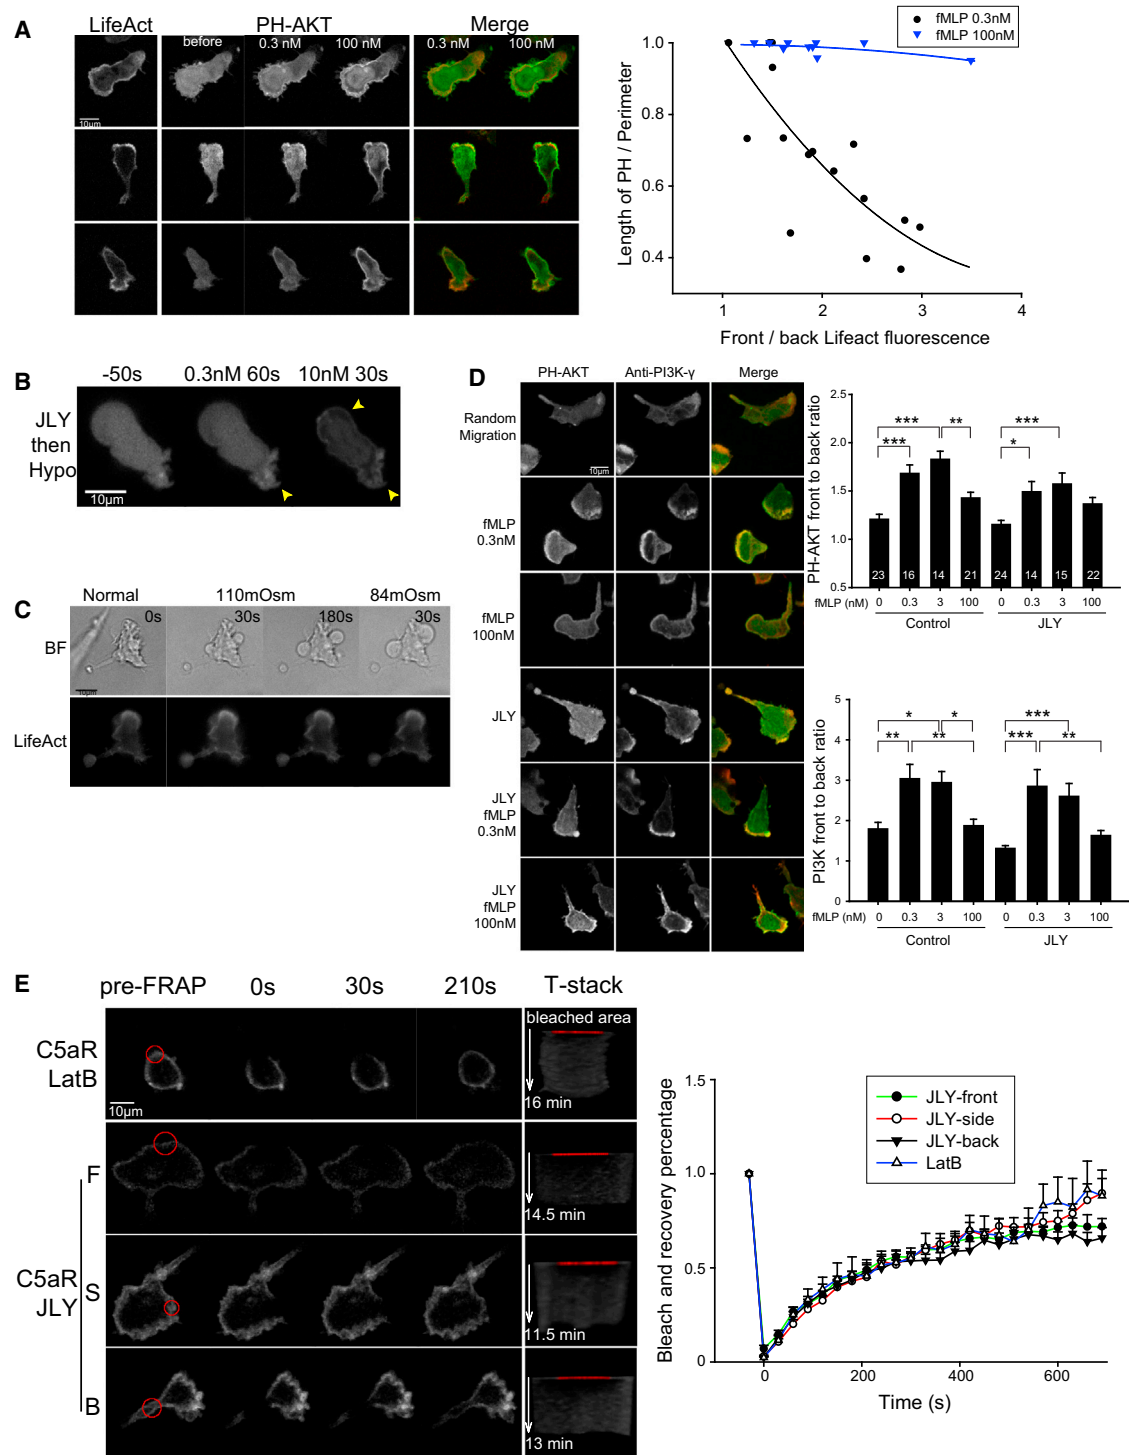 A
LifeAct
PH-AKT
Merge
before
0.3 nM
100 nM
0.3 nM
100 nM
10μm
fMLP 0.3nM
fMLP 100nM
1.0
0.8
0.6
0.4
Length of PH / Perimeter
1
2
3
4
Front / back Lifeact fluorescence
B
-50s
0.3nM 60s
10nM 30s
JLY
then
Hypo
10μm
C
Normal
110mOsm
84mOsm
0s
30s
180s
30s
BF
10μm
LifeAct
D
PH-AKT
Anti-PI3K-γ
Merge
Random
Migration
10μm
fMLP
0.3nM
fMLP
100nM
JLY
JLY
fMLP
0.3nM
JLY
fMLP
100nM
PH-AKT front to back ratio
2.5
2.0
1.5
1.0
0.5
***
***
**
***
*
23
16
14
21
24
14
15
22
fMLP (nM)
0
0.3
3
100
0
0.3
3
100
Control
JLY
PI3K front to back ratio
5
4
3
2
1
0
*
*
**
**
***
***
**
fMLP (nM)
0
0.3
3
100
0
0.3
3
100
Control
JLY
E
pre-FRAP
0s
30s
210s
T-stack
C5aR
LatB
10μm
bleached area
16 min
F
14.5 min
C5aR
JLY
S
11.5 min
B
13 min
Bleach and recovery percentage
1.5
1.0
0.5
0
JLY-front
JLY-side
JLY-back
LatB
0
200
400
600
Time (s)